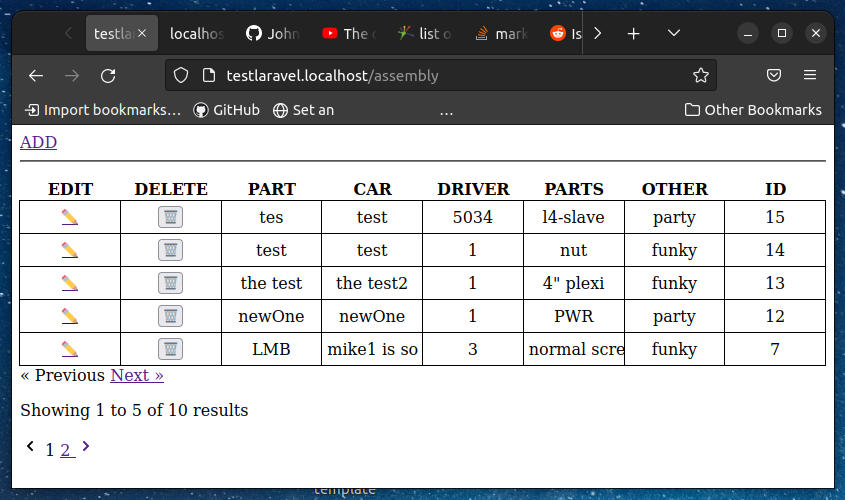 testla
localhos
John
The
list o
mark
Is
testlaravel.localhost/assembly
Import bookmarks… GitHub Set an … Other Bookmarks
ADD
EDIT DELETE PART CAR DRIVER PARTS OTHER ID
tes test 5034 l4-slave party 15
test test 1 nut funky 14
the test the test2 1 4" plexi funky 13
newOne newOne 1 PWR party 12
LMB mike1 is so 3 normal scre funky 7
« Previous Next »
Showing 1 to 5 of 10 results
1 2
template